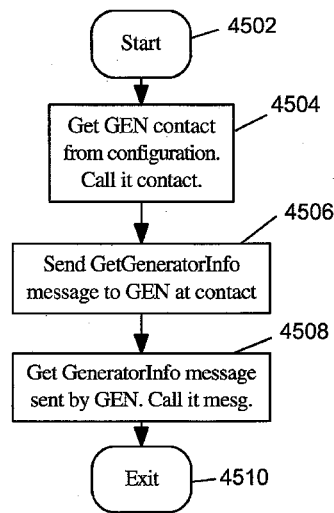 Start
4502
Get GEN contact
from configuration.
Call it contact.
4504
Send GetGeneratorInfo
message to GEN at contact
4506
Get GeneratorInfo message
sent by GEN. Call it mesg.
4508
Exit
4510